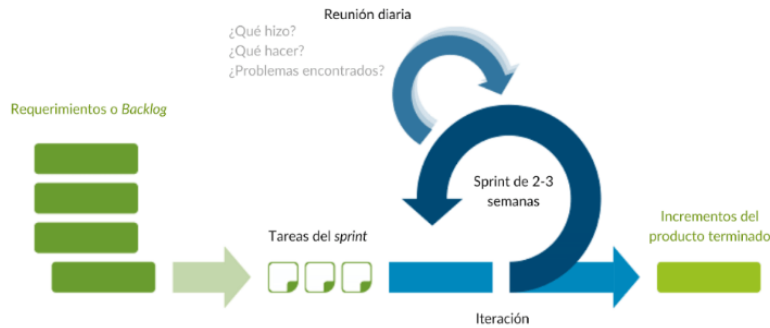 Reunión diaria
¿Qué hizo?
¿Qué hacer?
¿Problemas encontrados?
Requerimientos o Backlog
Sprint de 2-3
semanas
Tareas del sprint
Incrementos del
producto terminado
Iteración